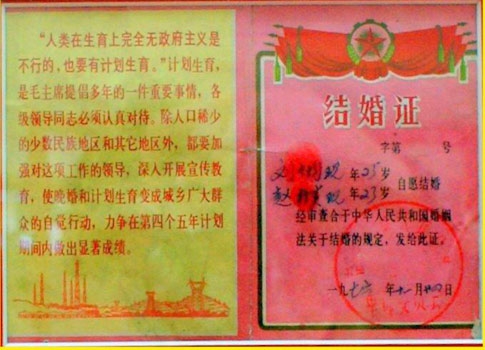 “人类在生育上完全无政府主义是
不行的，也要有计划生育。”计划生育，
是毛主席提倡多年的一件重要事情，各
级领导同志必须认真对待。除人口稀少
的少数民族地区和其它地区外，都要加
强对这项工作的领导，深入开展宣传教
育，使晚婚和计划生育变成城乡广大群
众的自觉行动，力争在第四个五年计划
期间内做出显著成绩。
结婚证
字第 号
现年25岁
赵 现年23岁 自愿结婚
经审查合于中华人民共和国婚姻
法关于结婚的规定，发给此证。
一九七 年 月 日